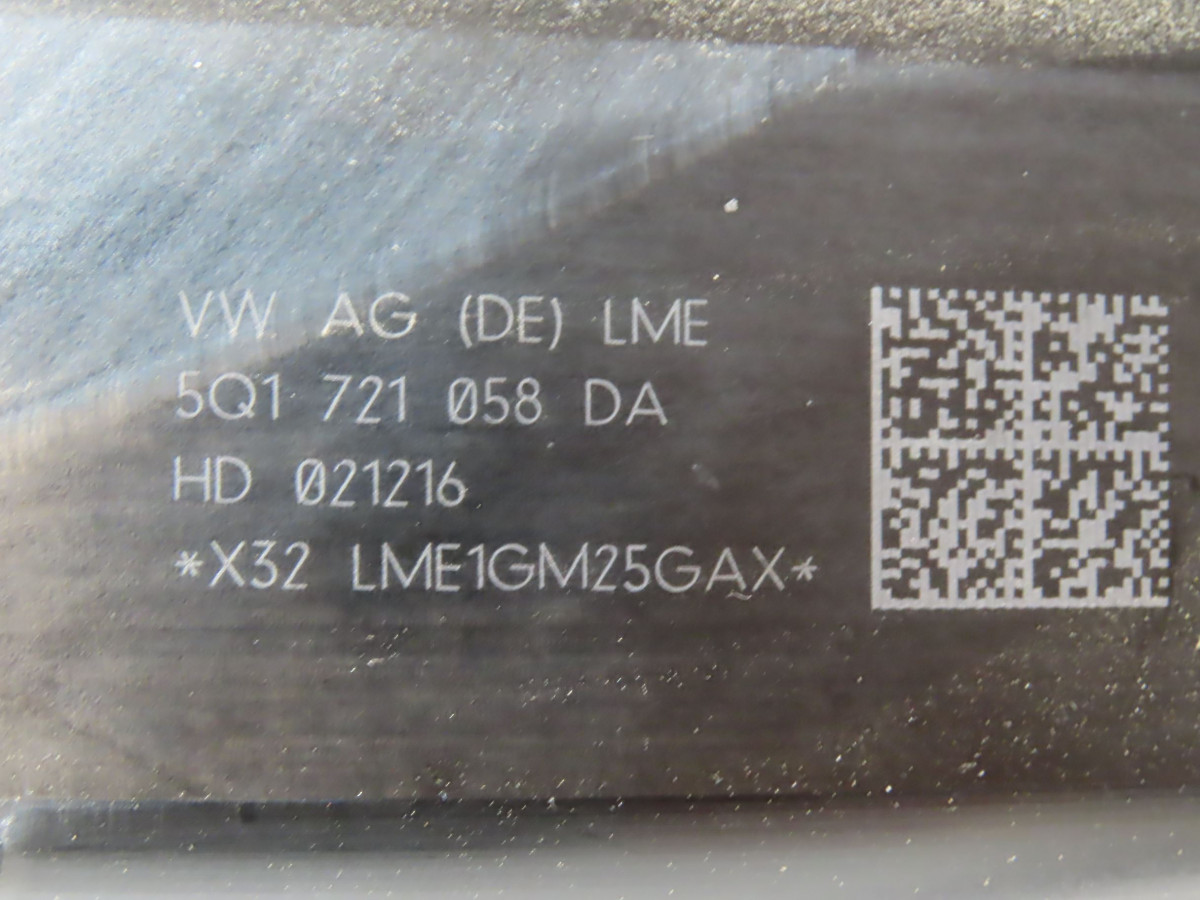 VW AG (DE) LME
5Q1 721 058 DA
HD 021216
*X32 LME1GM25GAX*